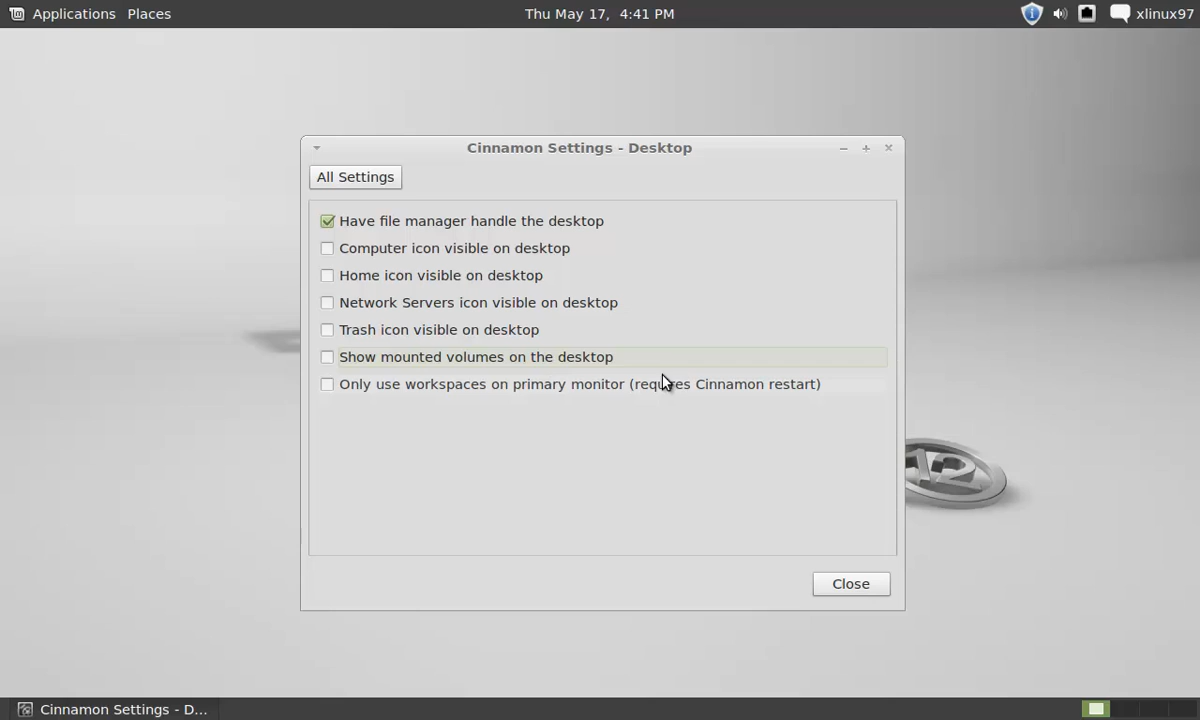 Applications Places Thu May 17, 4:41 PM xlinux97
Cinnamon Settings - Desktop
All Settings
Have file manager handle the desktop
Computer icon visible on desktop
Home icon visible on desktop
Network Servers icon visible on desktop
Trash icon visible on desktop
Show mounted volumes on the desktop
Only use workspaces on primary monitor (requires Cinnamon restart)
12
Close
Cinnamon Settings - D...